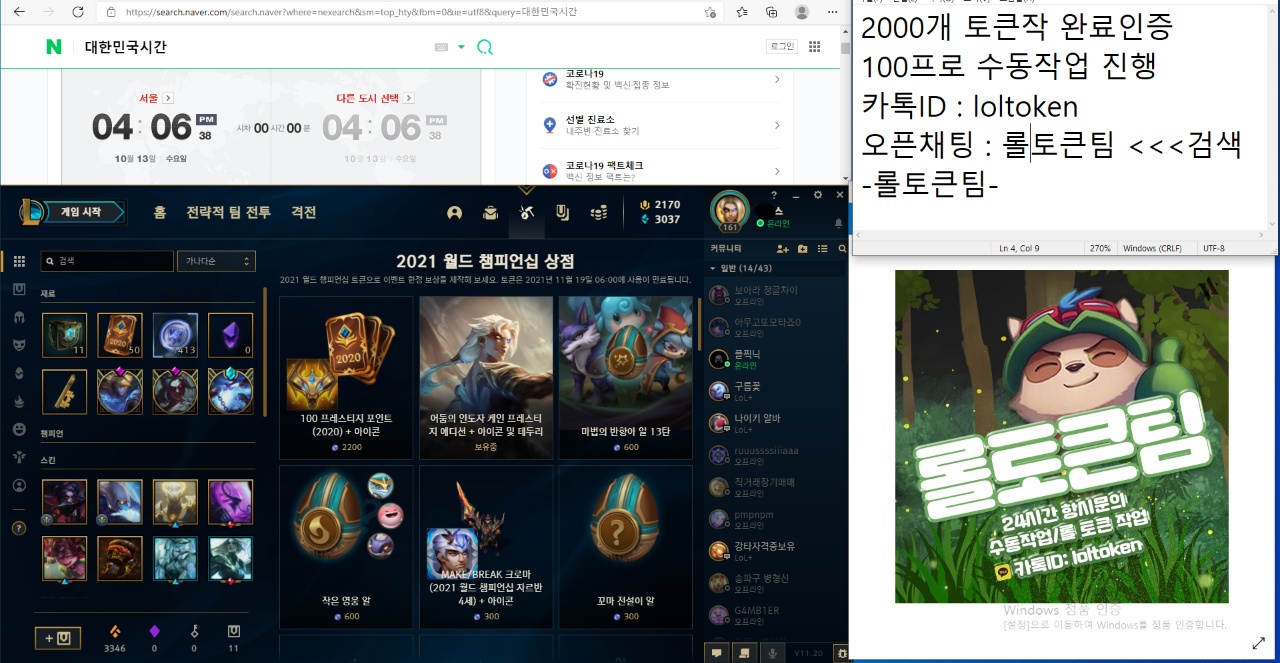 https://search.naver.com/search.naver?where=nexearch&sm=top_hty&fbm=0&ie=utf8&query=대한민국시간
N 대한민국시간
로그인
서울
다른 도시 선택
04 : 06 PM 38
시차 00 시간 00 분
04 : 06 PM 38
10월 13일 수요일
10월 13일 수요일
코로나19
확진현황 및 백신·접종 정보
선별 진료소
내주변 진료소 찾기
코로나19 팩트체크
백신 정보 팩트는?
2000개 토큰작 완료인증
100프로 수동작업 진행
카톡ID : loltoken
오픈채팅 : 롤토큰팀 <<<검색
-롤토큰팀-
Ln 4, Col 9
270%
Windows (CRLF)
UTF-8
게임 시작
홈
전략적 팀 전투
격전
2170
3037
161
스
온라인
검색
가나다순
재료
11
50
413
0
챔피언
스킨
3346
0
0
11
2021 월드 챔피언십 상점
2021 월드 챔피언십 토큰으로 이벤트 한정 보상을 제작해 보세요. 토큰은 2021년 11월 19일 06:00에 사용이 만료됩니다.
2020
100 프레스티지 포인트
(2020) + 아이콘
2200
어둠의 인도자 케인 프레스티
지 에디션 + 아이콘 및 테두리
보유중
마법의 반항아 알 13탄
600
작은 영웅 알
600
MAKE/BREAK 크로마
(2021 월드 챔피언십 자르반
4세) + 아이콘
300
꼬마 전설이 알
300
커뮤니티
일반 (14/43)
보아라 정글차이
오프라인
아무고또모타죠0
오프라인
플픽닉
온라인
구름꽃
LoL+
나이키 알바
LoL+
ruuussssiiiaaa
오프라인
직거래장기매매
오프라인
pmpnpm
오프라인
강타자격증보유
LoL+
승파구 병형신
오프라인
G4MB1ER
오프라인
V11.20
롤토큰팀
24시간 항시문의
수동작업/롤 토큰 작업
카톡ID: loltoken
Windows 정품 인증
[설정]으로 이동하여 Windows를 정품 인증합니다.